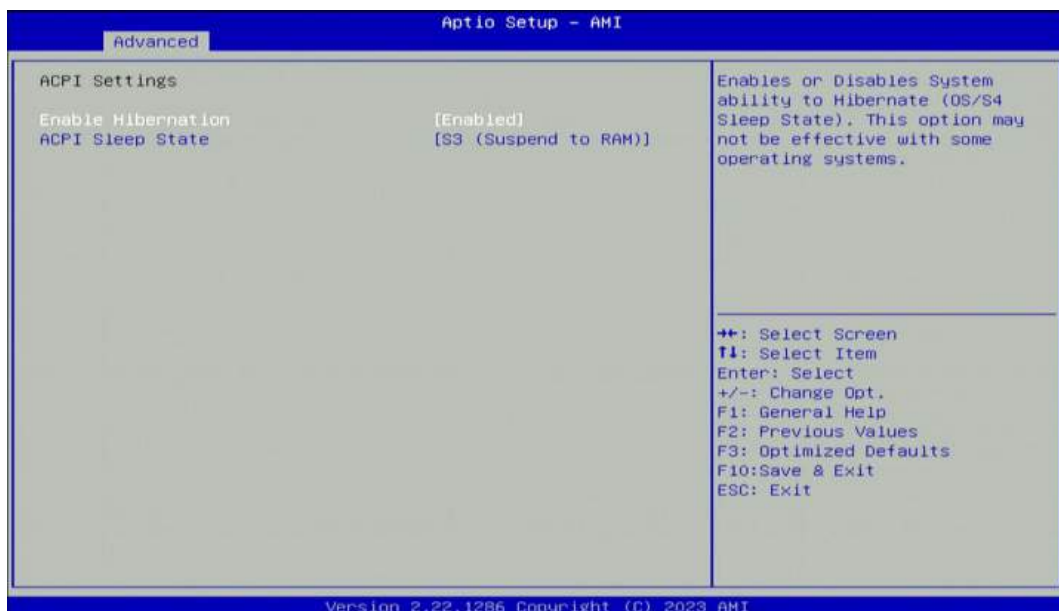 Aptio Setup - AMI
Advanced
ACPI Settings
Enable Hibernation [Enabled]
ACPI Sleep State [S3 (Suspend to RAM)]
Enables or Disables System
ability to Hibernate (OS/S4
Sleep State). This option may
not be effective with some
operating systems.
→←: Select Screen
↑↓: Select Item
Enter: Select
+/-: Change Opt.
F1: General Help
F2: Previous Values
F3: Optimized Defaults
F10:Save & Exit
ESC: Exit
Version 2.22.1286 Copyright (C) 2023 AMI